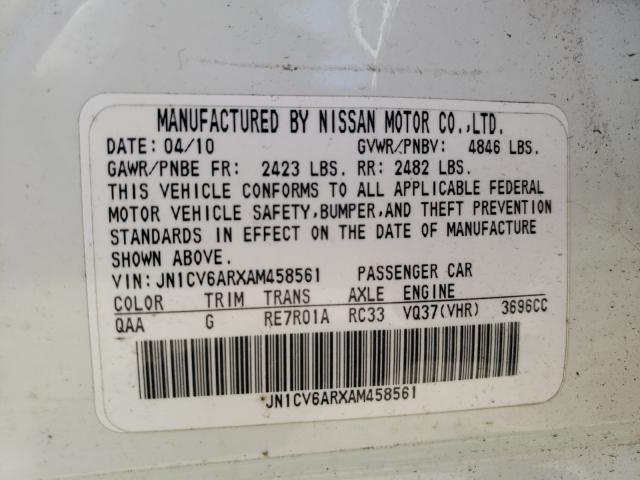 MANUFACTURED BY NISSAN MOTOR CO.,LTD.
DATE: 04/10 GVWR/PNBV: 4846 LBS.
GAWR/PNBE FR: 2423 LBS. RR: 2482 LBS.
THIS VEHICLE CONFORMS TO ALL APPLICABLE FEDERAL
MOTOR VEHICLE SAFETY,BUMPER,AND THEFT PREVENTION
STANDARDS IN EFFECT ON THE DATE OF MANUFACTURE
SHOWN ABOVE.
VIN: JN1CV6ARXAM458561 PASSENGER CAR
COLOR TRIM TRANS AXLE ENGINE
QAA G RE7R01A RC33 VQ37(VHR) 3696CC
JN1CV6ARXAM458561